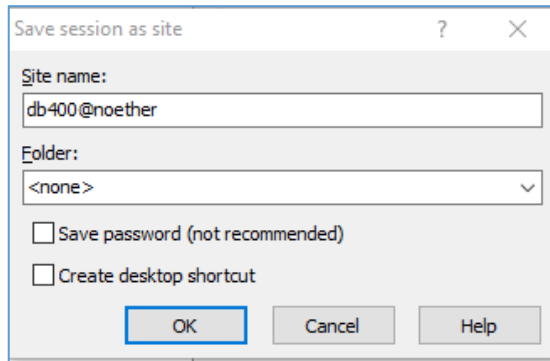 Save session as site
Site name:
db400@noether
Folder:
<none>
Save password (not recommended)
Create desktop shortcut
OK Cancel Help